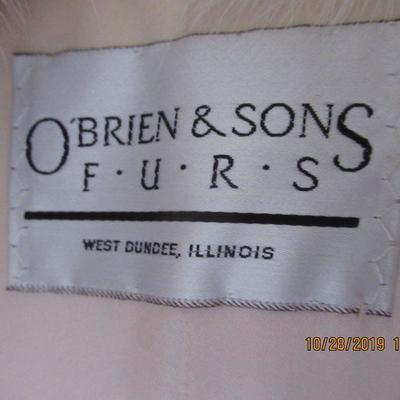 O'BRIEN & SONS
F·U·R·S
WEST DUNDEE, ILLINOIS
10/28/2019